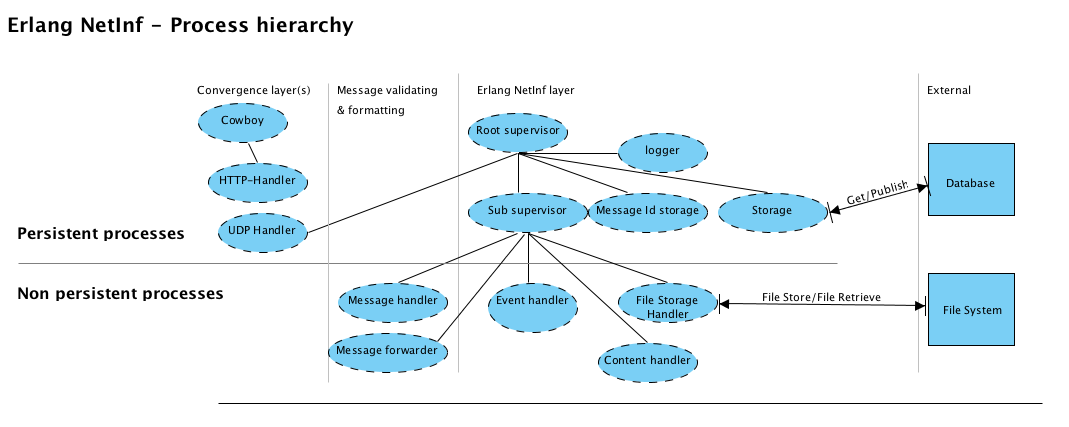 Erlang NetInf - Process hierarchy
Convergence layer(s)
Message validating
& formatting
Erlang NetInf layer
External
Cowboy
Root supervisor
logger
HTTP-Handler
Database
Get/Publish
UDP Handler
Sub supervisor
Message Id storage
Storage
Persistent processes
Non persistent processes
Message handler
Event handler
File Storage
Handler
File Store/File Retrieve
File System
Message forwarder
Content handler